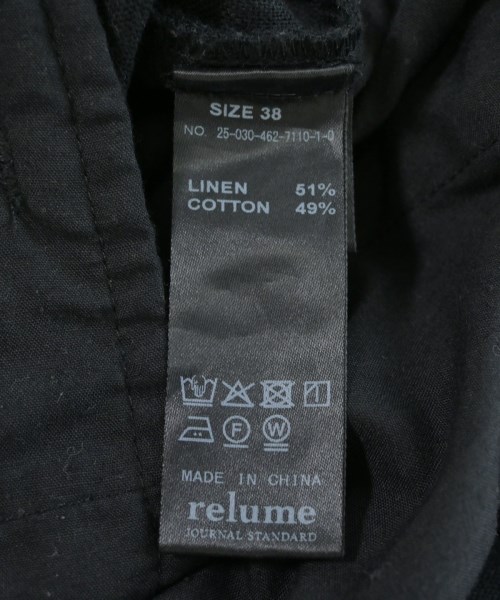 SIZE 38
NO. 25-030-462-7110-1-0
LINEN 51%
COTTON 49%
F W
MADE IN CHINA
relume
JOURNAL STANDARD